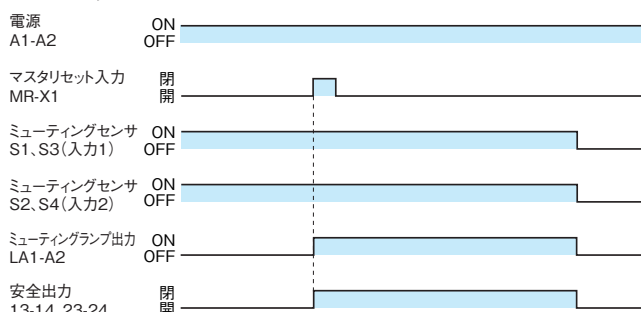 電源 ON
A1-A2 OFF
マスタリセット入力 閉
MR-X1 開
ミューティングセンサ ON
S1、S3(入力1) OFF
ミューティングセンサ ON
S2、S4(入力2) OFF
ミューティングランプ出力 ON
LA1-A2 OFF
安全出力 閉
13-14、23-24 開